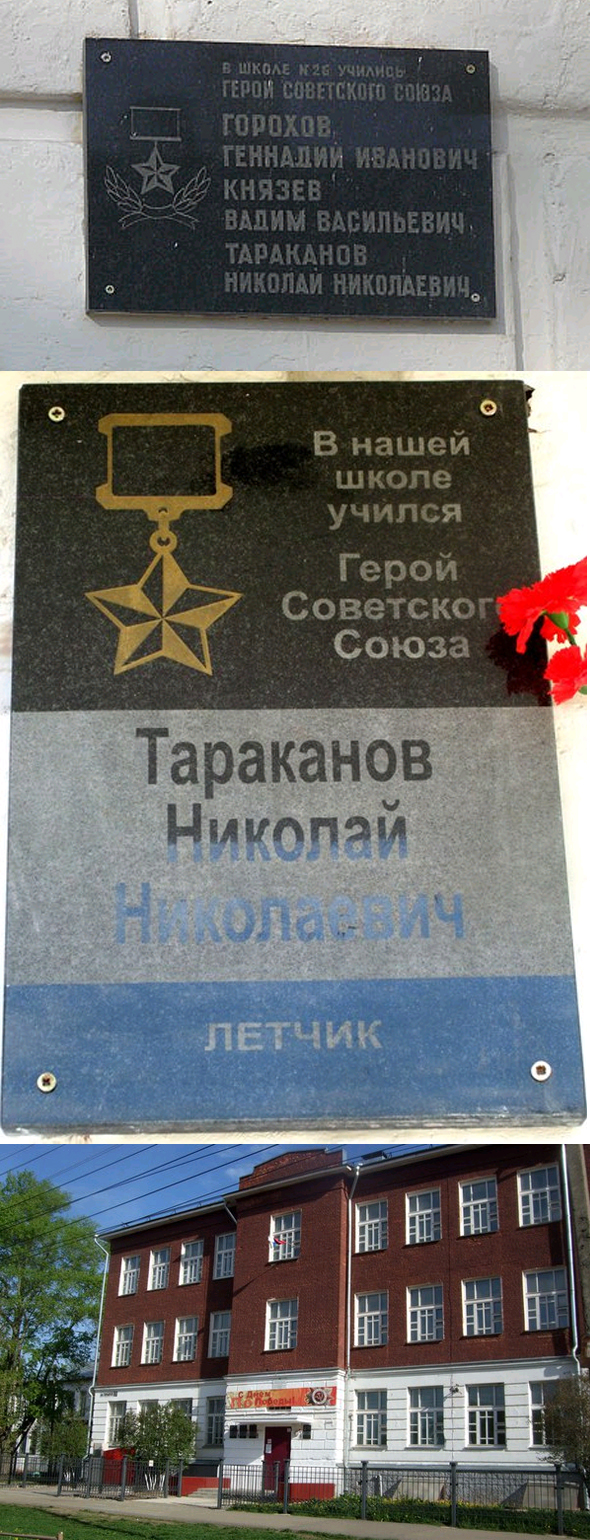 В ШКОЛЕ №26 УЧИЛИСЬ
ГЕРОИ СОВЕТСКОГО СОЮЗА
ГОРОХОВ
ГЕННАДИЙ ИВАНОВИЧ
КНЯЗЕВ
ВАДИМ ВАСИЛЬЕВИЧ
ТАРАКАНОВ
НИКОЛАЙ НИКОЛАЕВИЧ
В нашей
школе
учился
Герой
Советског
Союза
Тараканов
Николай
Николаевич
ЛЕТЧИК
С Днем
Победы!